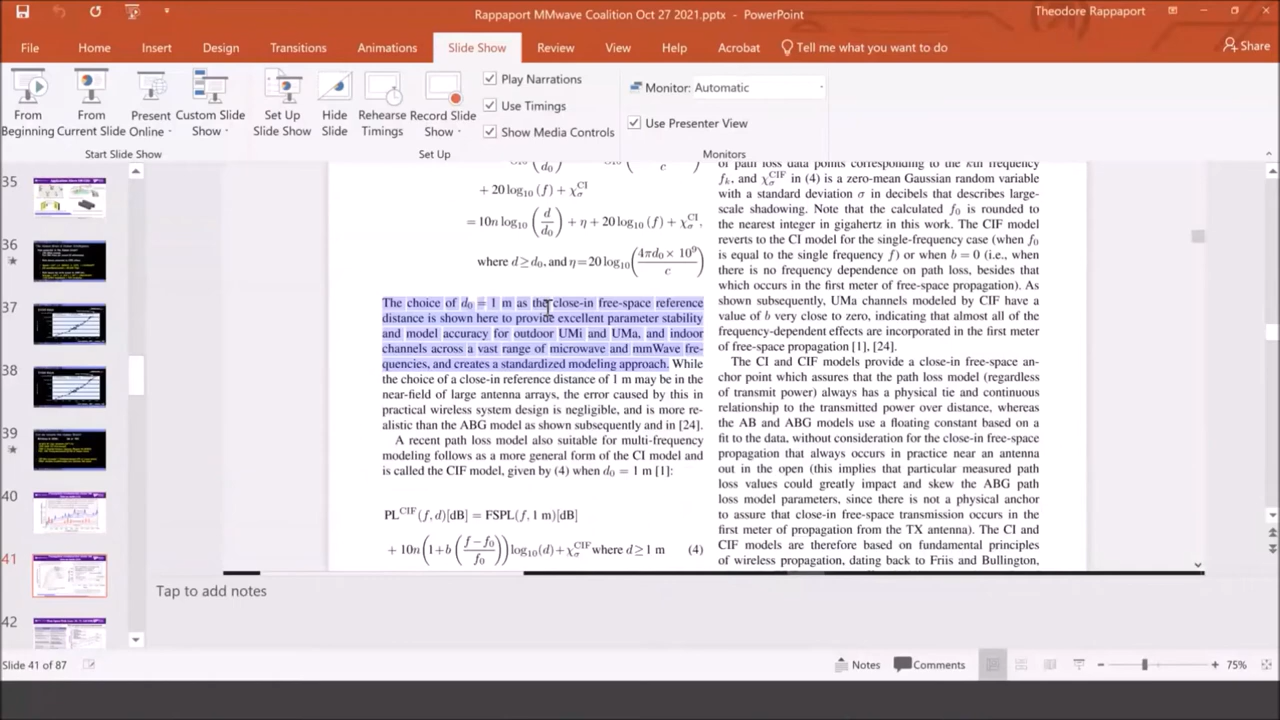 Rappaport MMwave Coalition Oct 27 2021.pptx - PowerPoint
Theodore Rappaport
File Home Insert Design Transitions Animations Slide Show Review View Help Acrobat Tell me what you want to do
Share
From Beginning
From Current Slide
Present Online
Custom Slide Show
Set Up Slide Show
Hide Slide
Rehearse Timings
Record Slide Show
Play Narrations
Use Timings
Show Media Controls
Monitor: Automatic
Use Presenter View
Start Slide Show
Set Up
Monitors
35
36
37
38
39
40
41
42
+ 20 log₁₀ (f) + χσ^CI
= 10n log₁₀ (d/d₀) + η + 20 log₁₀ (f) + χσ^CI,
where d ≥ d₀, and η = 20 log₁₀ (4πd₀ × 10⁹/c)
The choice of d₀ = 1 m as the close-in free-space reference
distance is shown here to provide excellent parameter stability
and model accuracy for outdoor UMi and UMa, and indoor
channels across a vast range of microwave and mmWave fre-
quencies, and creates a standardized modeling approach. While
the choice of a close-in reference distance of 1 m may be in the
near-field of large antenna arrays, the error caused by this in
practical wireless system design is negligible, and is more re-
alistic than the ABG model as shown subsequently and in [24].
A recent path loss model also suitable for multi-frequency
modeling follows as a more general form of the CI model and
is called the CIF model, given by (4) when d₀ = 1 m [1]:
PL^CIF(f, d)[dB] = FSPL(f, 1 m)[dB]
+ 10n(1+b((f−f₀)/f₀)) log₁₀(d) + χσ^CIF where d ≥ 1 m (4)
of path loss data points corresponding to the kth frequency
fₖ, and χσ^CIF in (4) is a zero-mean Gaussian random variable
with a standard deviation σ in decibels that describes large-
scale shadowing. Note that the calculated f₀ is rounded to
the nearest integer in gigahertz in this work. The CIF model
reverts to the CI model for the single-frequency case (when f₀
is equal to the single frequency f) or when b = 0 (i.e., when
there is no frequency dependence on path loss, besides that
which occurs in the first meter of free-space propagation). As
shown subsequently, UMa channels modeled by CIF have a
value of b very close to zero, indicating that almost all of the
frequency-dependent effects are incorporated in the first meter
of free-space propagation [1], [24].
The CI and CIF models provide a close-in free-space an-
chor point which assures that the path loss model (regardless
of transmit power) always has a physical tie and continuous
relationship to the transmitted power over distance, whereas
the AB and ABG models use a floating constant based on a
fit to the data, without consideration for the close-in free-space
propagation that always occurs in practice near an antenna
out in the open (this implies that particular measured path
loss values could greatly impact and skew the ABG path
loss model parameters, since there is not a physical anchor
to assure that close-in free-space transmission occurs in the
first meter of propagation from the TX antenna). The CI and
CIF models are therefore based on fundamental principles
of wireless propagation, dating back to Friis and Bullington,
Tap to add notes
Slide 41 of 87
Notes
Comments
75%